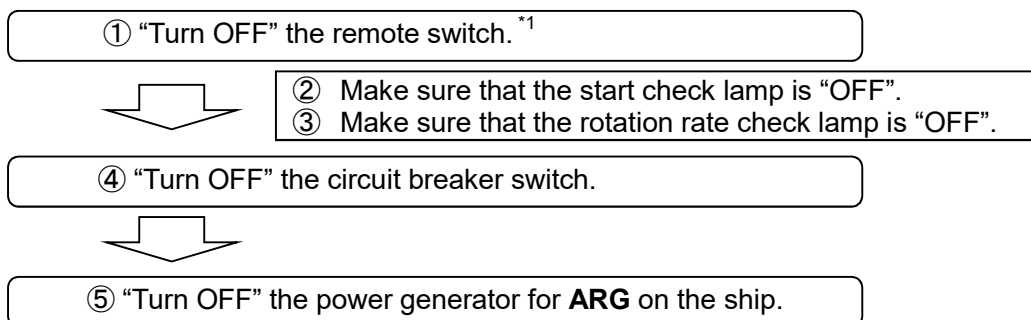 ① “Turn OFF” the remote switch. *1
② Make sure that the start check lamp is “OFF”.
③ Make sure that the rotation rate check lamp is “OFF”.
④ “Turn OFF” the circuit breaker switch.
⑤ “Turn OFF” the power generator for ARG on the ship.